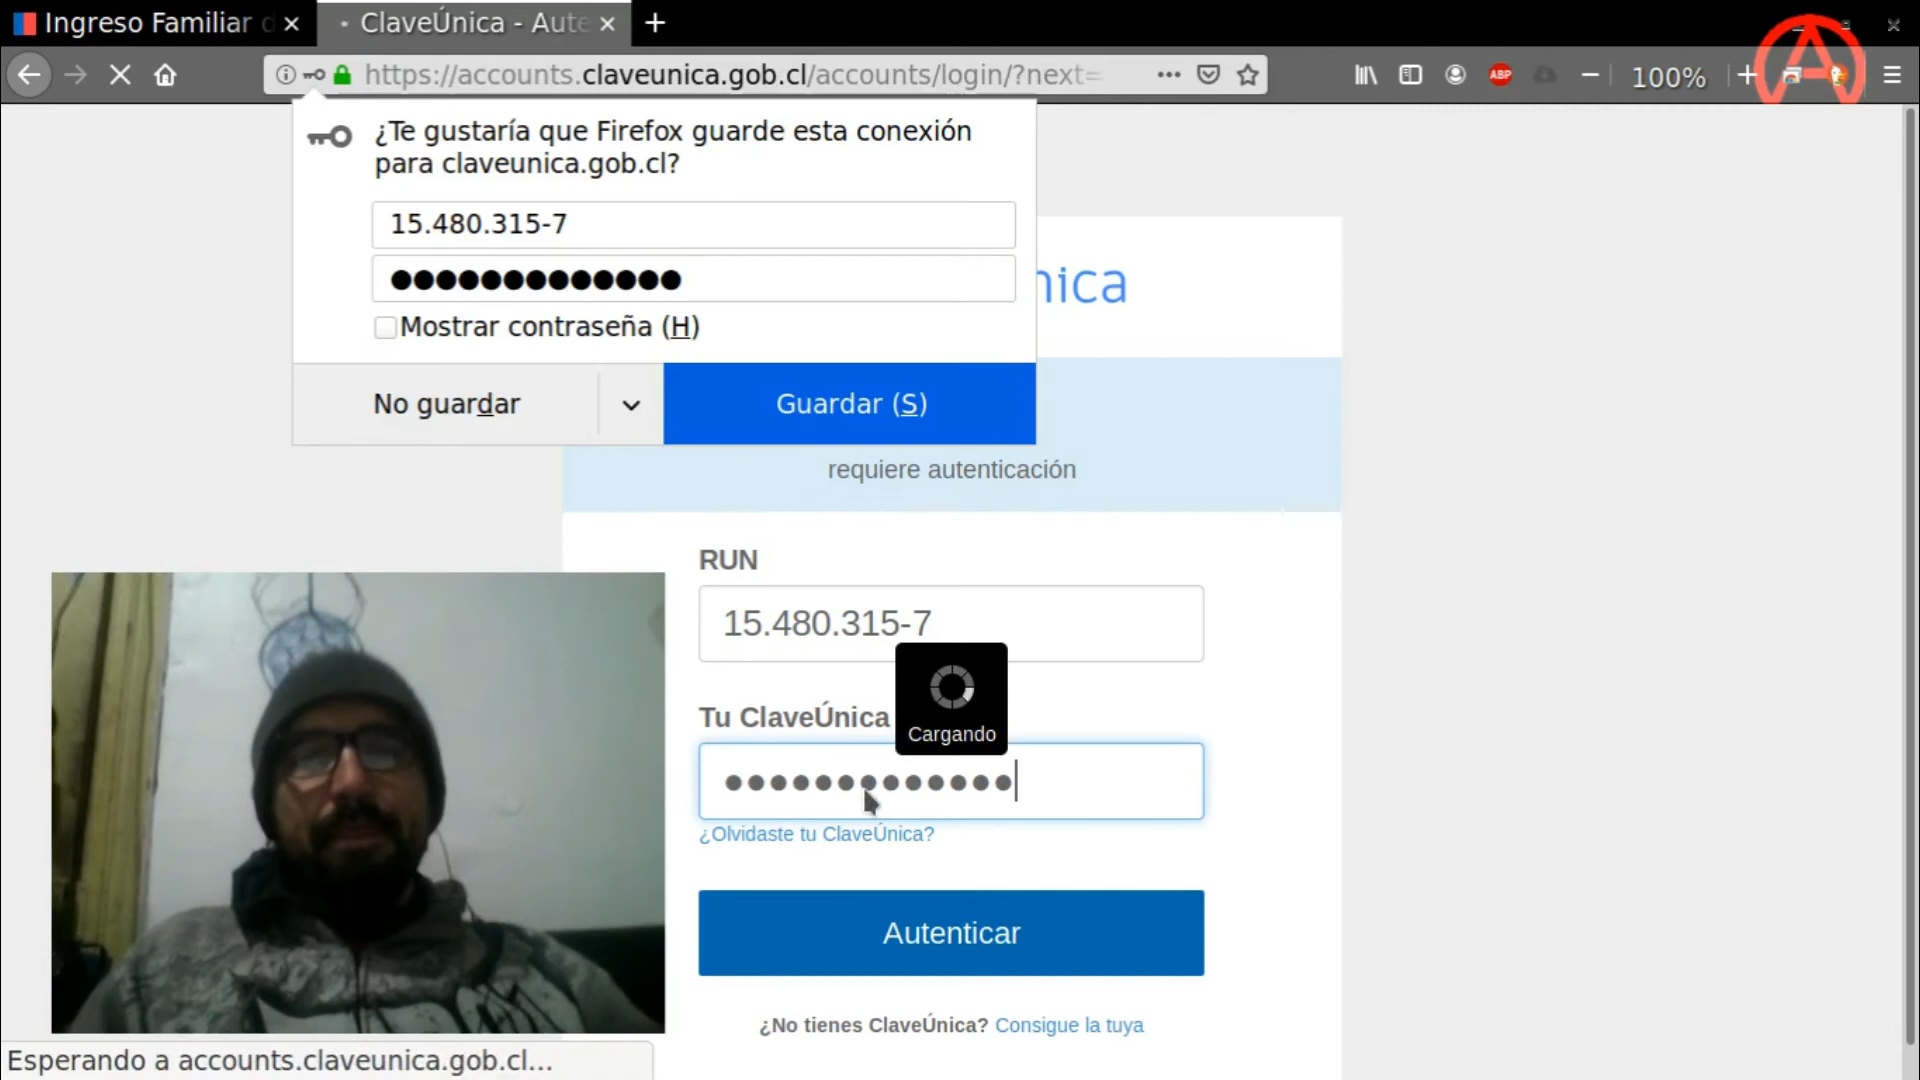 Ingreso Familiar d
ClaveÚnica - Aute
https://accounts.claveunica.gob.cl/accounts/login/?next=
ABP
100%
¿Te gustaría que Firefox guarde esta conexión
para claveunica.gob.cl?
15.480.315-7
Mostrar contraseña (H)
No guardar
Guardar (S)
nica
requiere autenticación
RUN
15.480.315-7
Tu ClaveÚnica
Cargando
¿Olvidaste tu ClaveÚnica?
Autenticar
¿No tienes ClaveÚnica? Consigue la tuya
Esperando a accounts.claveunica.gob.cl...